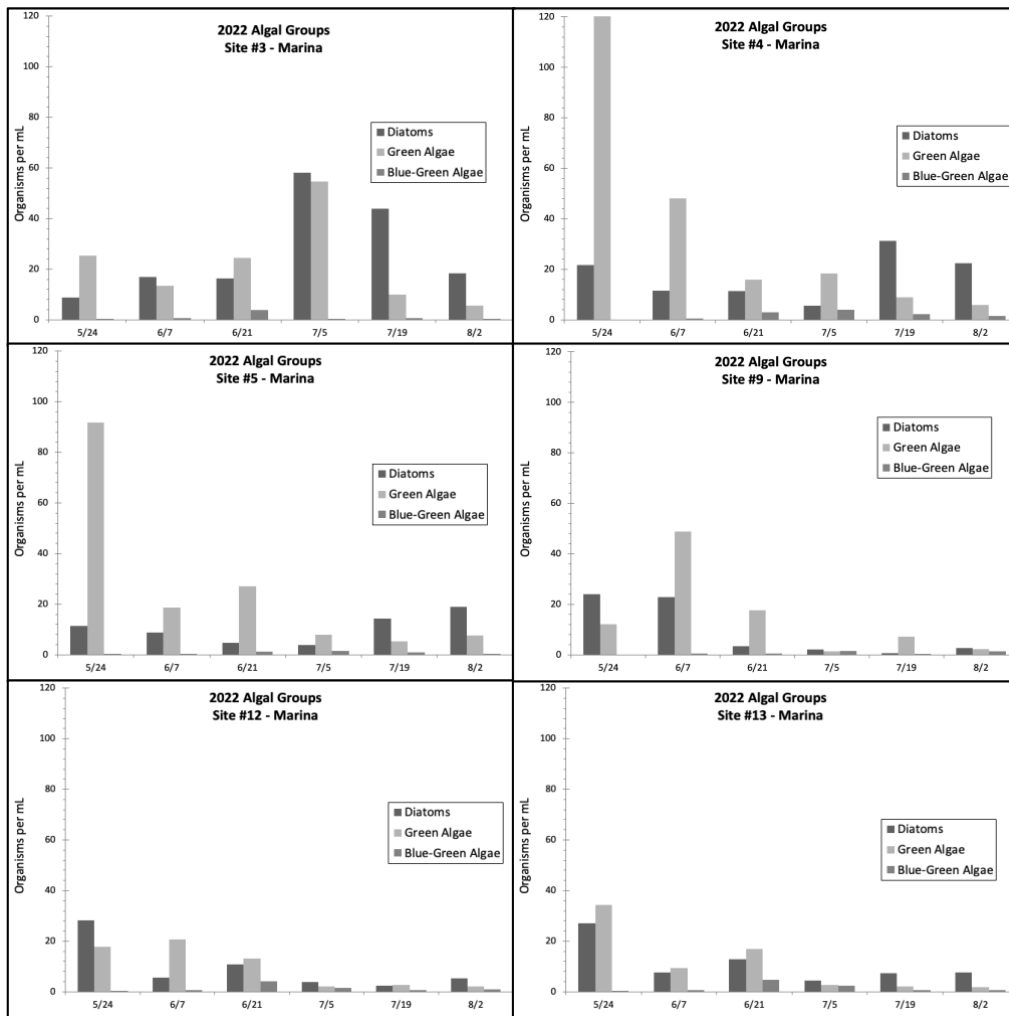 2022 Algal Groups
Site #3 - Marina
Organisms per mL
120
100
80
60
40
20
0
Diatoms
Green Algae
Blue-Green Algae
5/24 6/7 6/21 7/5 7/19 8/2
2022 Algal Groups
Site #4 - Marina
Organisms per mL
120
100
80
60
40
20
0
Diatoms
Green Algae
Blue-Green Algae
5/24 6/7 6/21 7/5 7/19 8/2
2022 Algal Groups
Site #5 - Marina
Organisms per mL
120
100
80
60
40
20
0
Diatoms
Green Algae
Blue-Green Algae
5/24 6/7 6/21 7/5 7/19 8/2
2022 Algal Groups
Site #9 - Marina
Organisms per mL
120
100
80
60
40
20
0
Diatoms
Green Algae
Blue-Green Algae
5/24 6/7 6/21 7/5 7/19 8/2
2022 Algal Groups
Site #12 - Marina
Organisms per mL
120
100
80
60
40
20
0
Diatoms
Green Algae
Blue-Green Algae
5/24 6/7 6/21 7/5 7/19 8/2
2022 Algal Groups
Site #13 - Marina
Organisms per mL
120
100
80
60
40
20
0
Diatoms
Green Algae
Blue-Green Algae
5/24 6/7 6/21 7/5 7/19 8/2